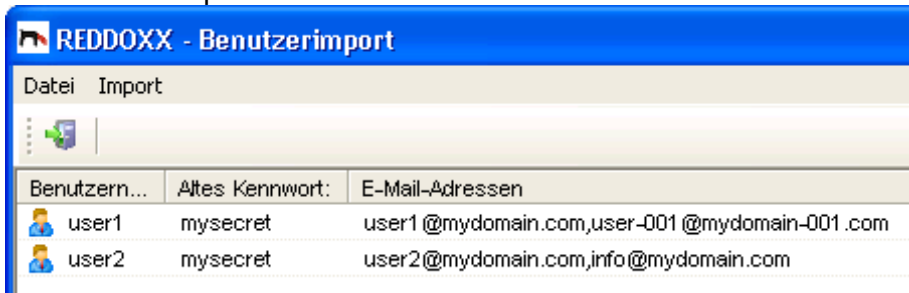 REDDOXX - Benutzerimport
Datei Import
Benutzern... Altes Kennwort: E-Mail-Adressen
user1 mysecret user1@mydomain.com,user-001@mydomain-001.com
user2 mysecret user2@mydomain.com,info@mydomain.com